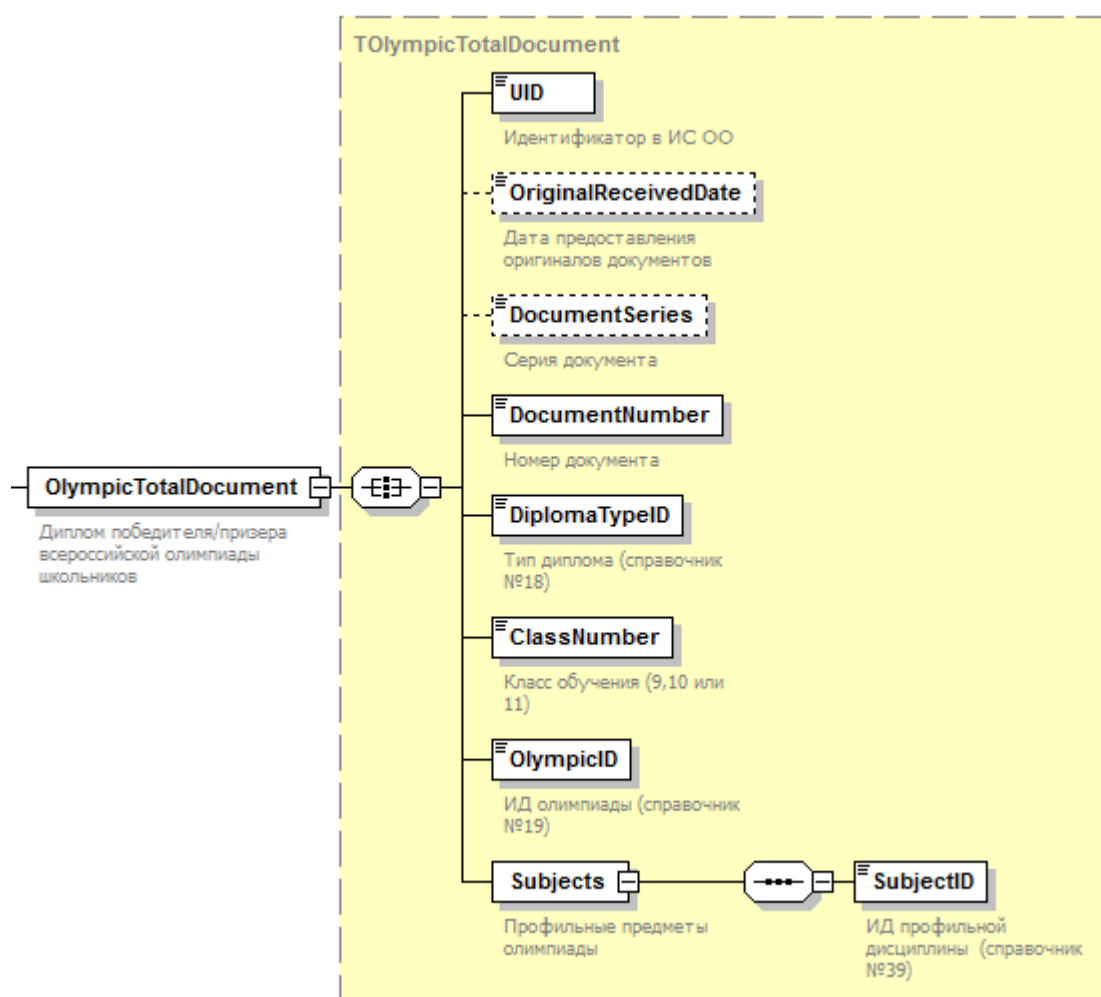 TOlympicTotalDocument
UID
Идентификатор в ИС ОО
OriginalReceivedDate
Дата предоставления
оригиналов документов
DocumentSeries
Серия документа
DocumentNumber
Номер документа
OlympicTotalDocument
Диплом победителя/призера
всероссийской олимпиады
школьников
DiplomaTypeID
Тип диплома (справочник
№18)
ClassNumber
Класс обучения (9,10 или
11)
OlympicID
ИД олимпиады (справочник
№19)
Subjects
Профильные предметы
олимпиады
SubjectID
ИД профильной
дисциплины (справочник
№39)